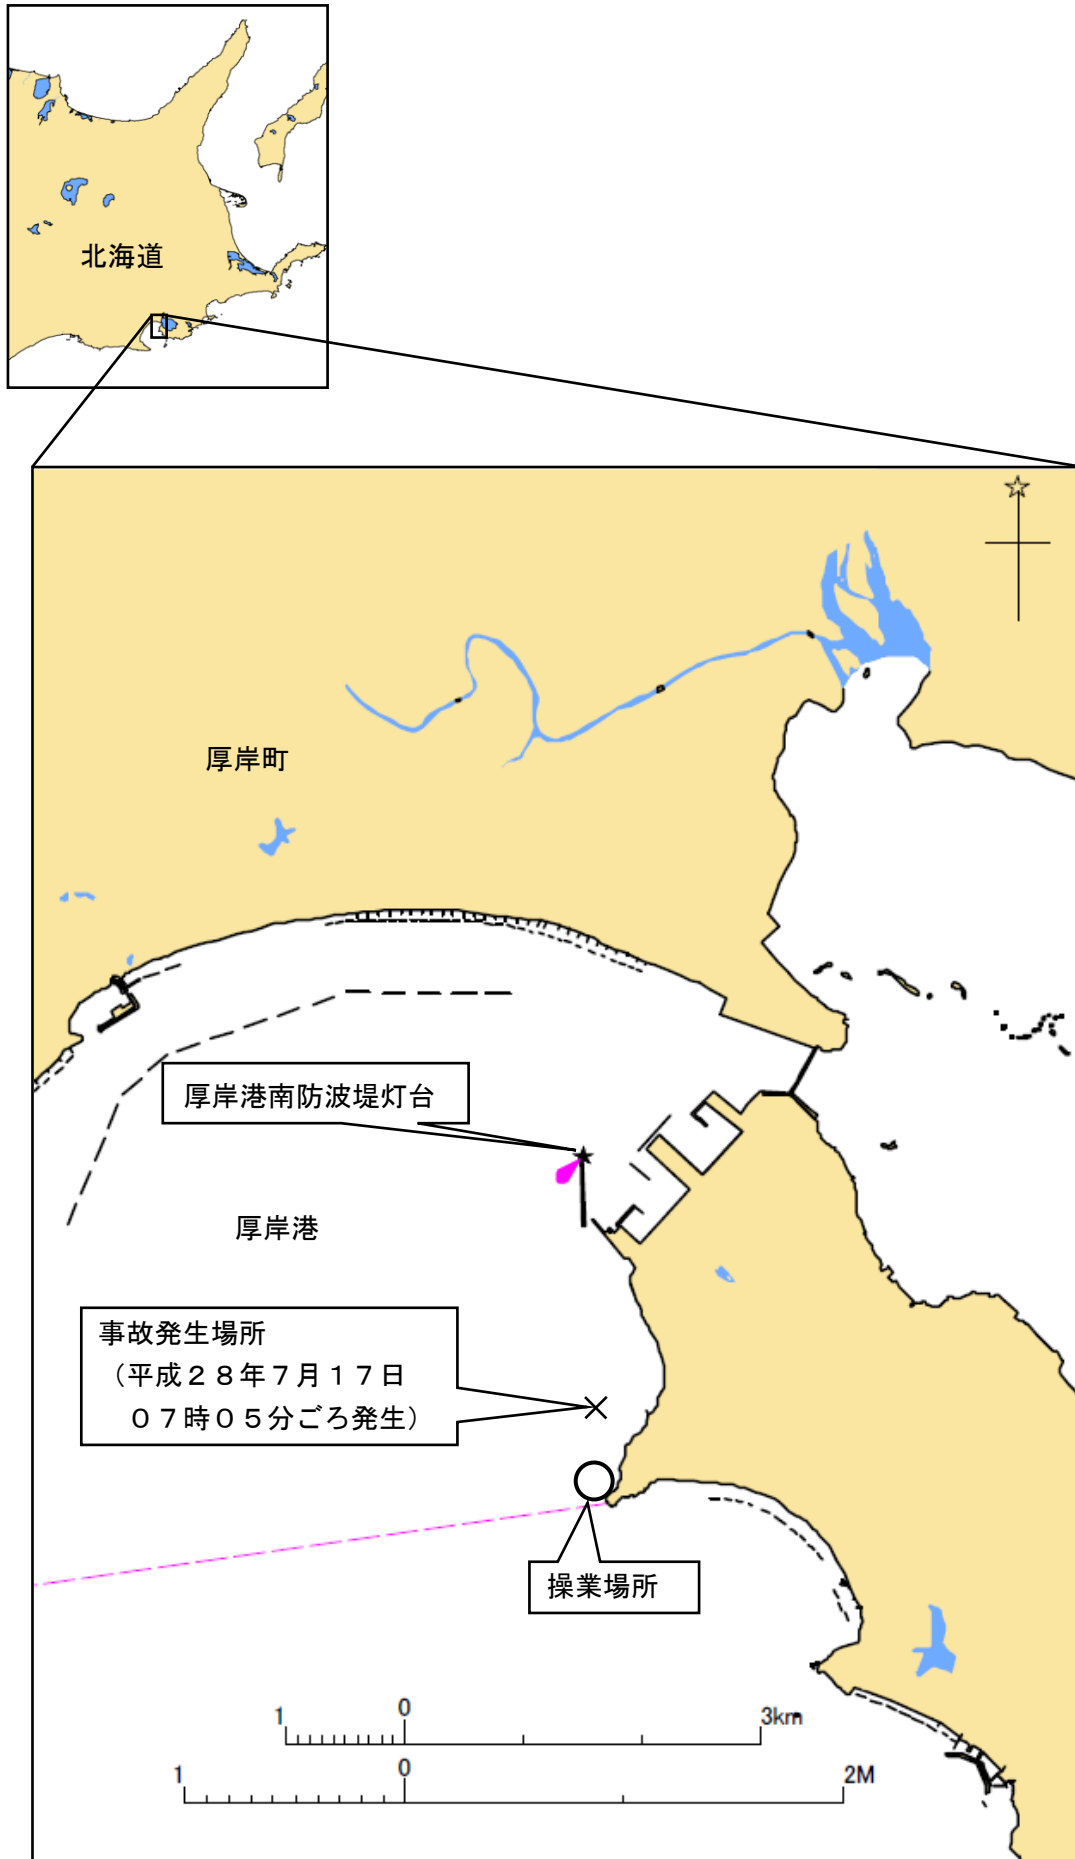 北海道
厚岸町
厚岸港南防波堤灯台
厚岸港
事故発生場所
（平成２８年７月１７日
０７時０５分ごろ発生）
操業場所
1 0 3km
1 0 2M